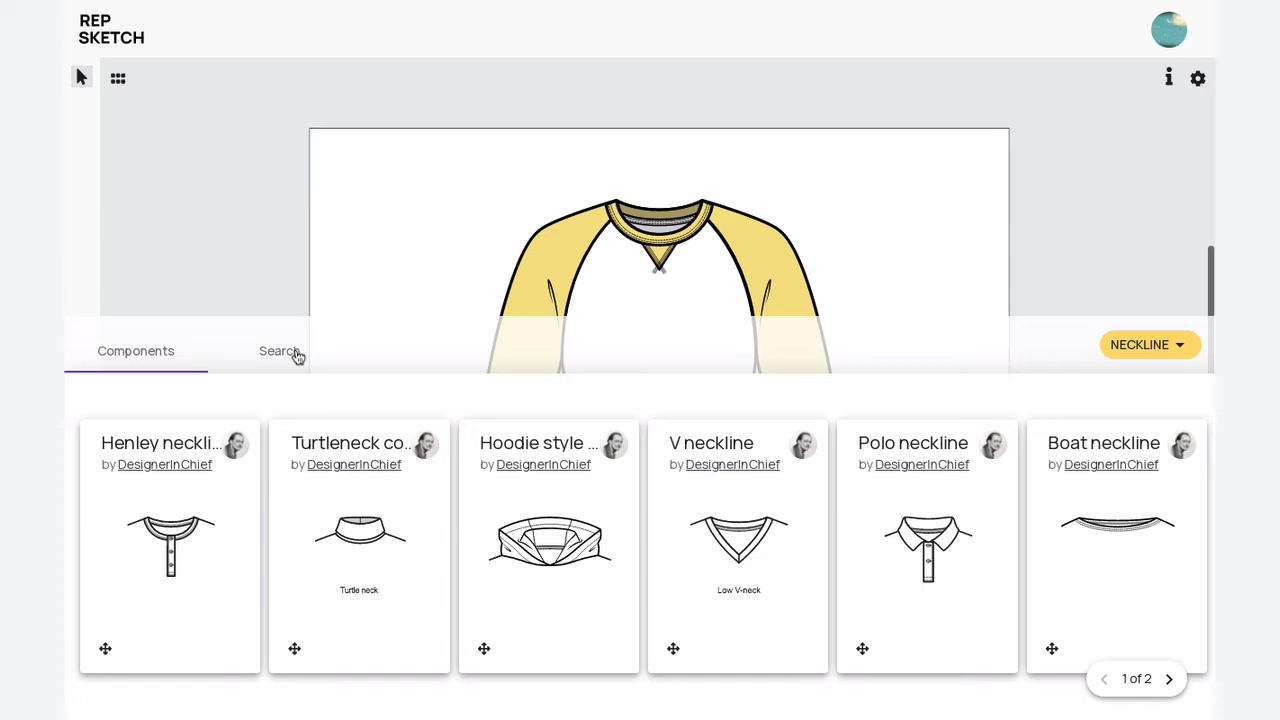 REP
SKETCH
Components
Search
NECKLINE
Henley neckli...
by DesignerInChief
Turtleneck co...
by DesignerInChief
Turtle neck
Hoodie style ...
by DesignerInChief
V neckline
by DesignerInChief
Low V-neck
Polo neckline
by DesignerInChief
Boat neckline
by DesignerInChief
1 of 2